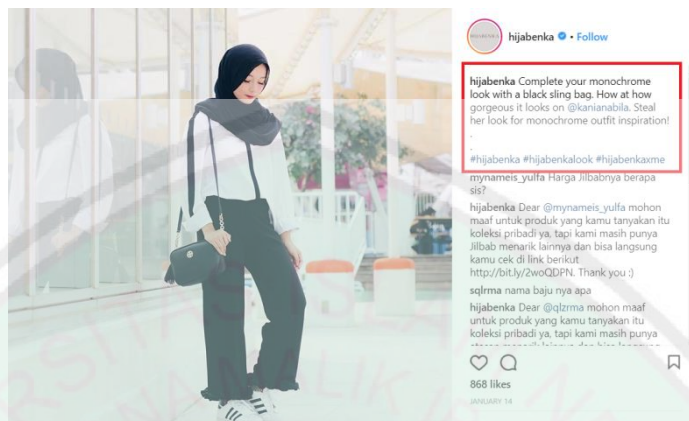 hijabenka • Follow
hijabenka Complete your monochrome
look with a black sling bag. How at how
gorgeous it looks on @kanianabila. Steal
her look for monochrome outfit inspiration!
.
.
#hijabenka #hijabenkalook #hijabenkaxme
mynameis_yulfa Harga Jilbabnya berapa
sis?
hijabenka Dear @mynameis_yulfa mohon
maaf untuk produk yang kamu tanyakan itu
koleksi pribadi ya, tapi kami masih punya
Jilbab menarik lainnya dan bisa langsung
kamu cek di link berikut
http://bit.ly/2woQDPN. Thank you :)
sqlrma nama baju nya apa
hijabenka Dear @qlzrma mohon maaf
untuk produk yang kamu tanyakan itu
koleksi pribadi ya, tapi kami masih punya
868 likes
JANUARY 14